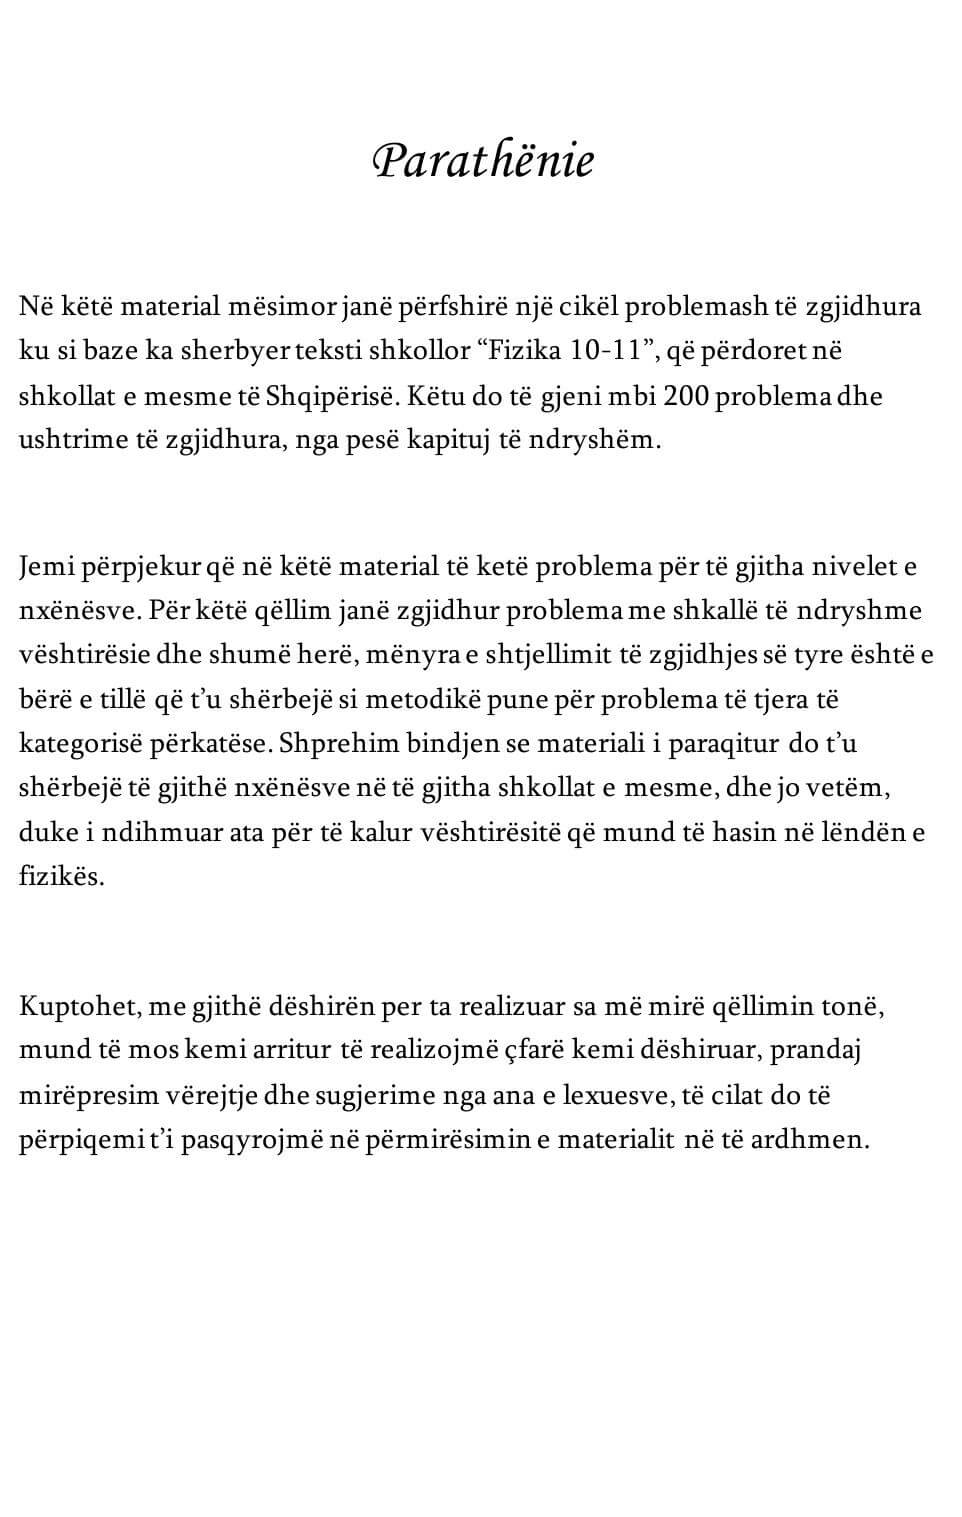 Parathënie
Në këtë material mësimor janë përfshirë një cikël problemash të zgjidhura
ku si baze ka sherbyer teksti shkollor “Fizika 10-11”, që përdoret në
shkollat e mesme të Shqipërisë. Këtu do të gjeni mbi 200 problema dhe
ushtrime të zgjidhura, nga pesë kapituj të ndryshëm.
Jemi përpjekur që në këtë material të ketë problema për të gjitha nivelet e
nxënësve. Për këtë qëllim janë zgjidhur problema me shkallë të ndryshme
vështirësie dhe shumë herë, mënyra e shtjellimit të zgjidhjes së tyre është e
bërë e tillë që t’u shërbejë si metodikë pune për problema të tjera të
kategorisë përkatëse. Shprehim bindjen se materiali i paraqitur do t’u
shërbejë të gjithë nxënësve në të gjitha shkollat e mesme, dhe jo vetëm,
duke i ndihmuar ata për të kalur vështirësitë që mund të hasin në lëndën e
fizikës.
Kuptohet, me gjithë dëshirën per ta realizuar sa më mirë qëllimin tonë,
mund të mos kemi arritur të realizojmë çfarë kemi dëshiruar, prandaj
mirëpresim vërejtje dhe sugjerime nga ana e lexuesve, të cilat do të
përpiqemi t’i pasqyrojmë në përmirësimin e materialit në të ardhmen.